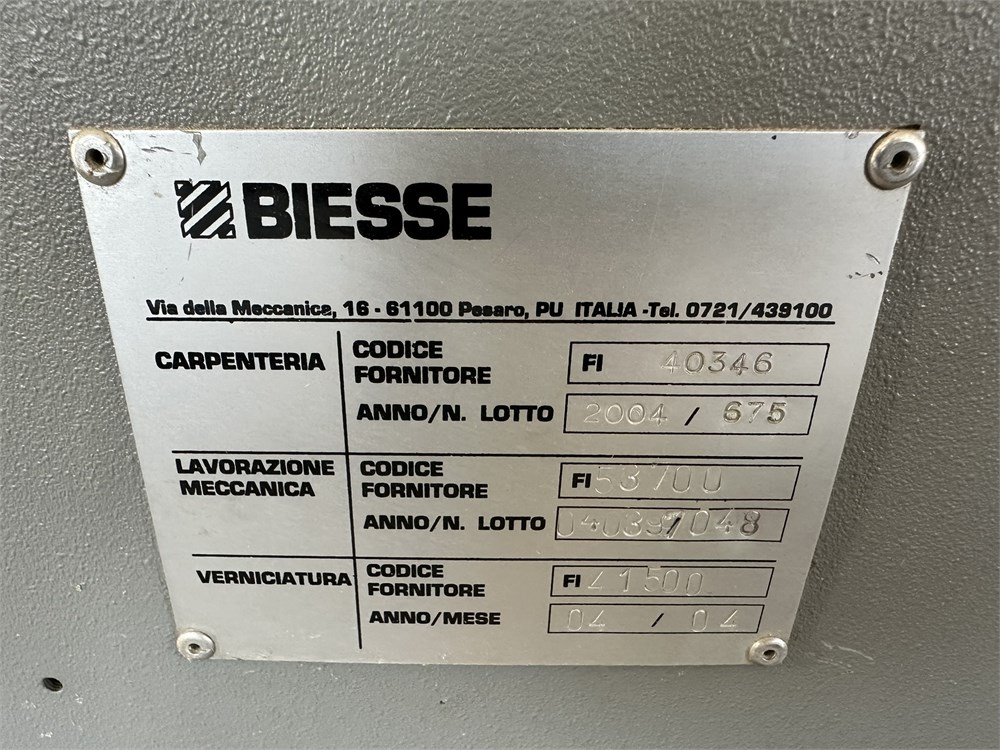 BIESSE
Via della Meccanica, 16 - 61100 Pesaro, PU ITALIA -Tel. 0721/439100
CARPENTERIA
CODICE FORNITORE FI 40346
ANNO/N. LOTTO 2004 / 675
LAVORAZIONE MECCANICA
CODICE FORNITORE FI 53700
ANNO/N. LOTTO
VERNICIATURA
CODICE FORNITORE FI 41500
ANNO/MESE 04 / 04